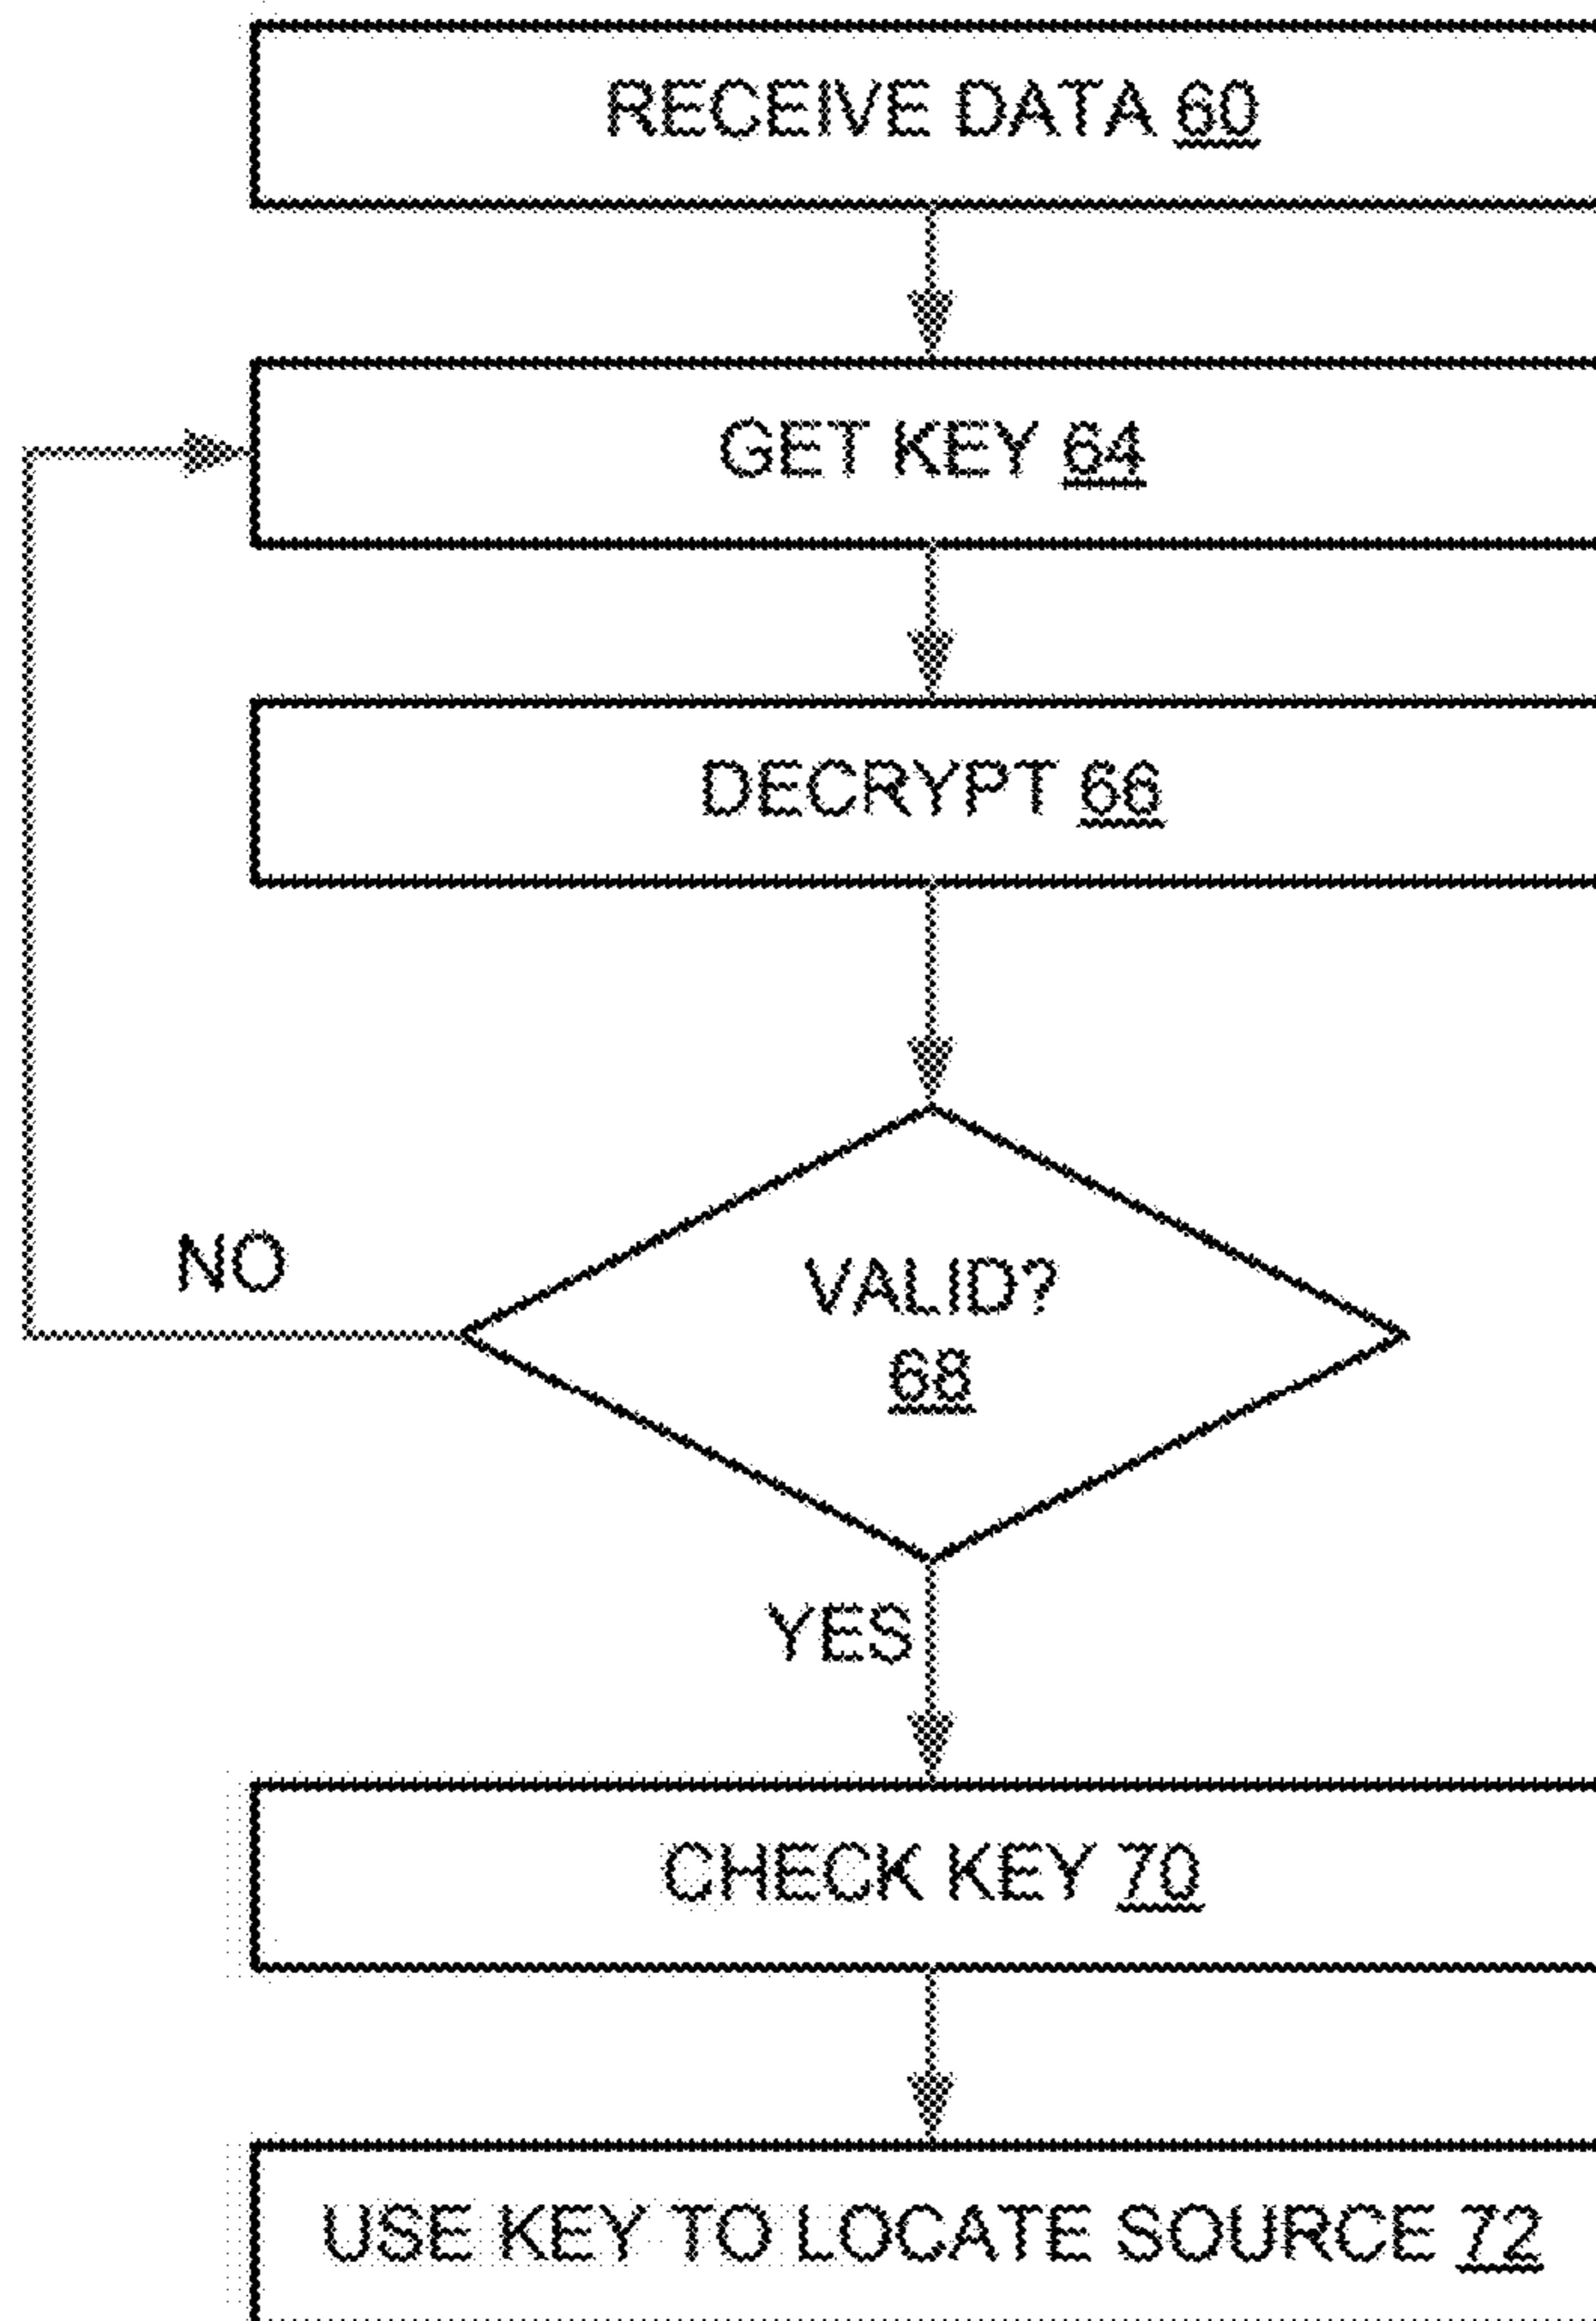 RECEIVE DATA 60
GET KEY 64
DECRYPT 66
VALID?
68
NO
YES
CHECK KEY 70
USE KEY TO LOCATE SOURCE 72